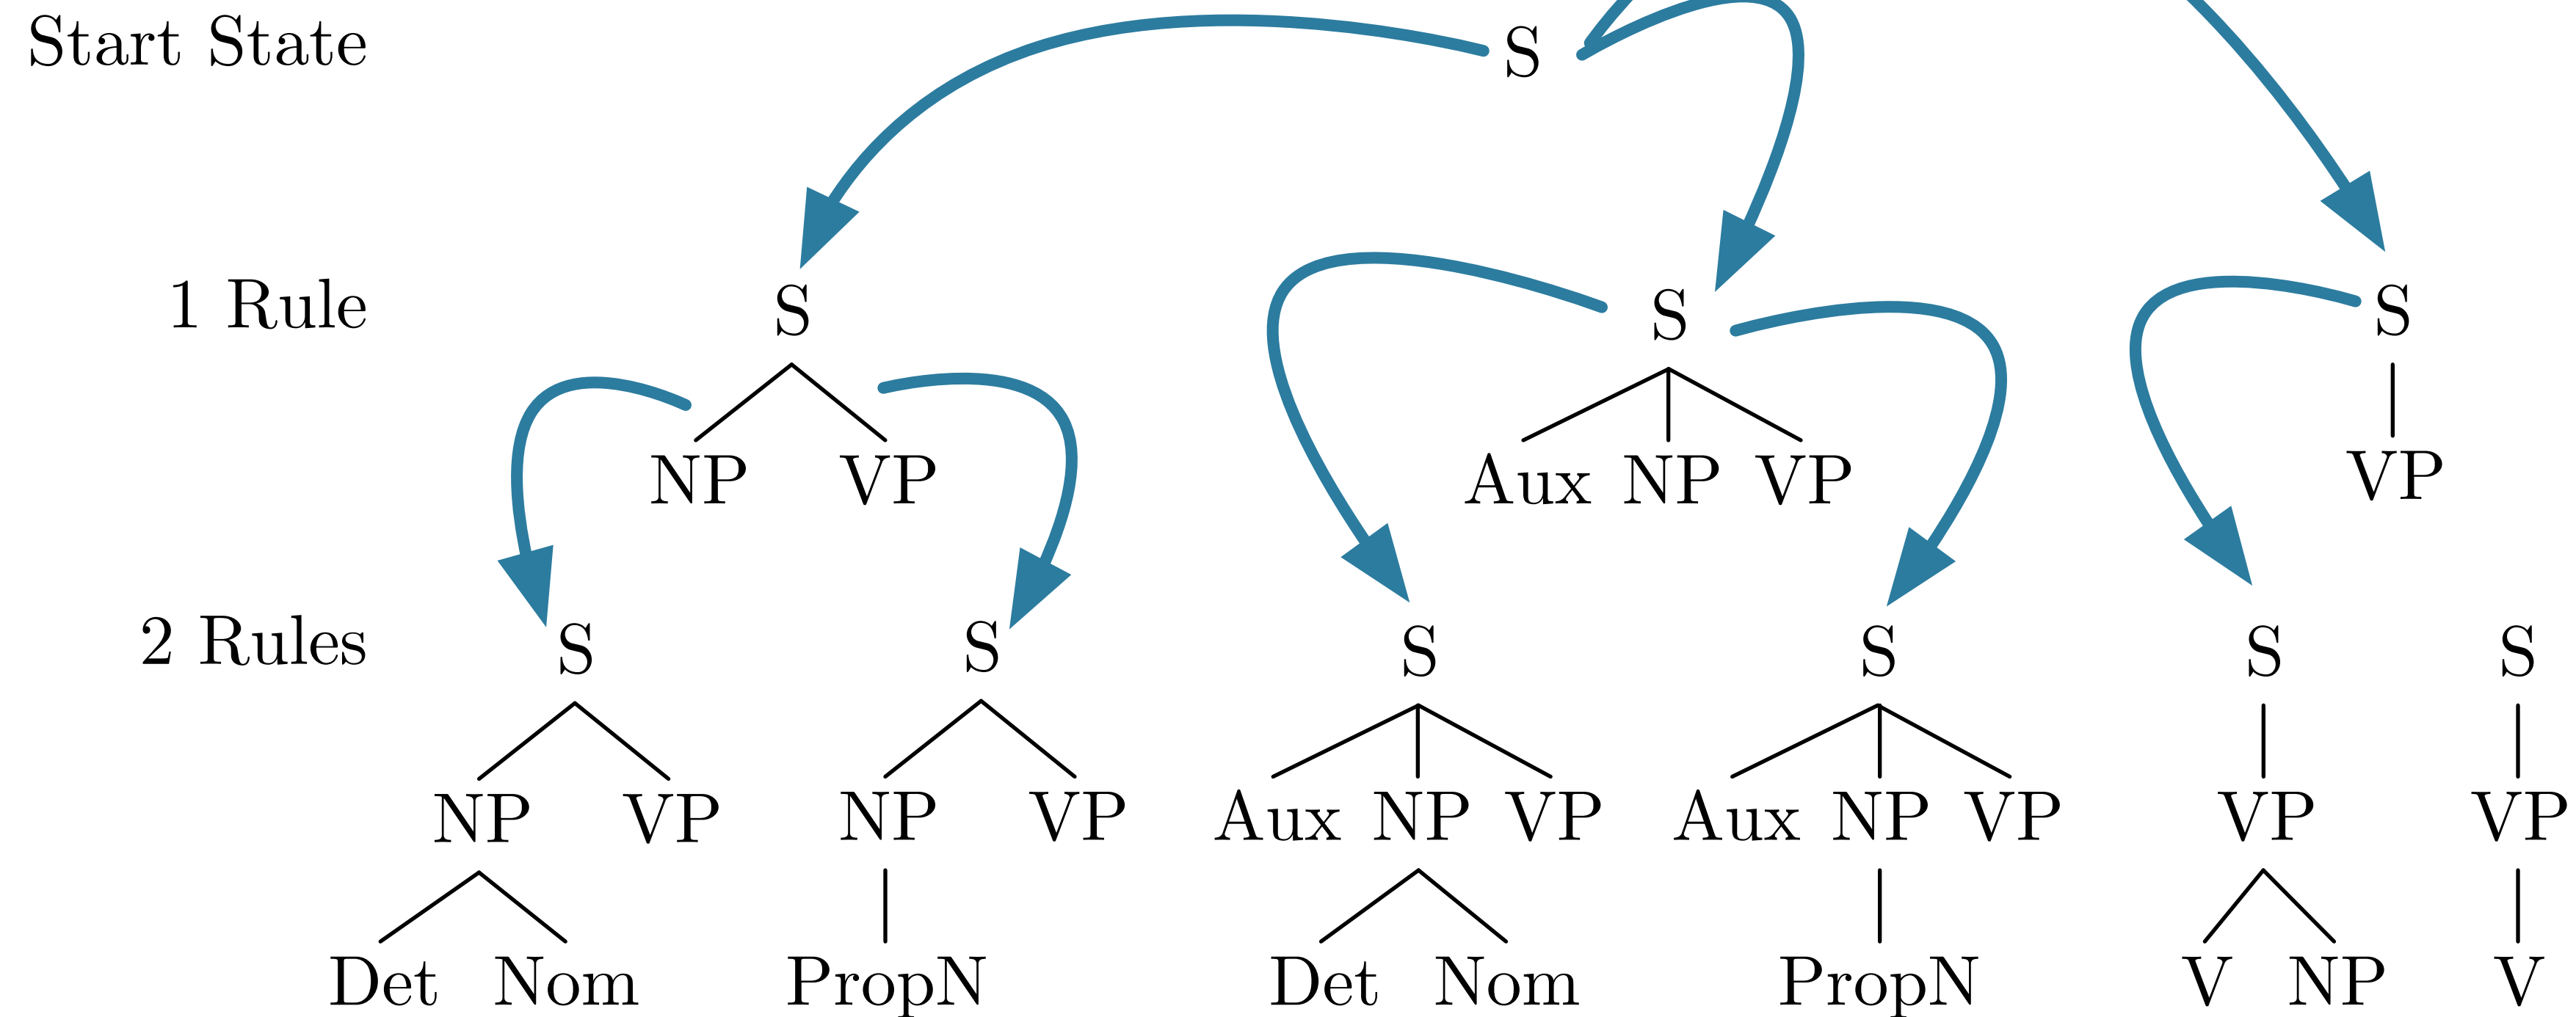 Start State S
1 Rule S S S
NP VP Aux NP VP VP
2 Rules S S S S S S
NP VP NP VP Aux NP VP Aux NP VP VP VP
Det Nom PropN Det Nom PropN V NP V